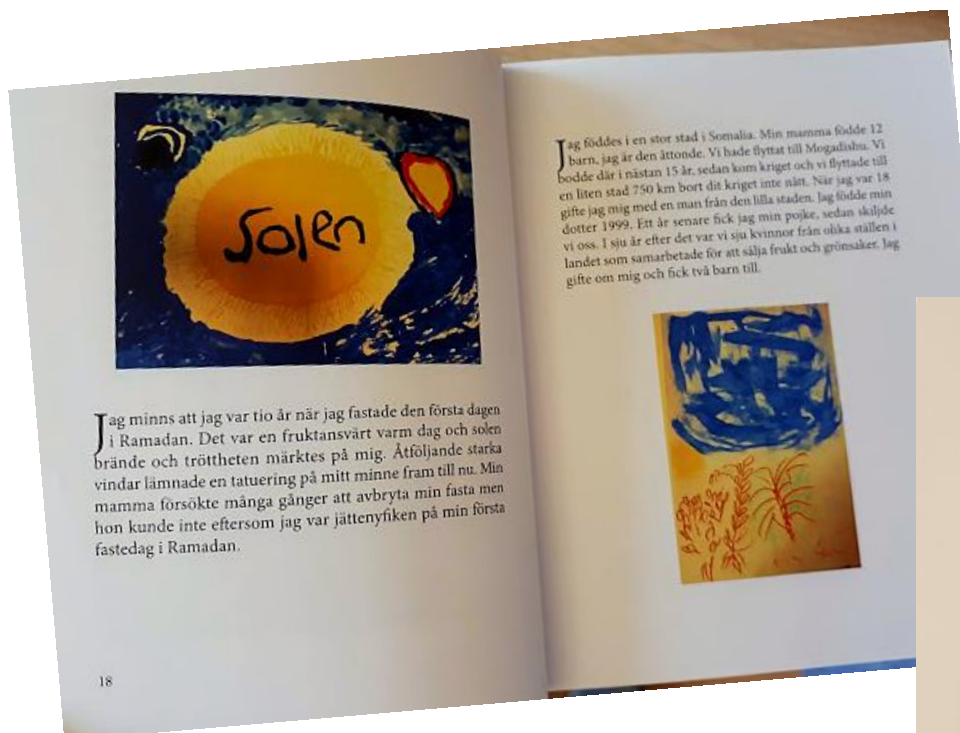 Solen
Jag minns att jag var tio år när jag fastade den första dagen
i Ramadan. Det var en fruktansvärt varm dag och solen
brände och tröttheten märktes på mig. Åtföljande starka
vindar lämnade en tatuering på mitt minne fram till nu. Min
mamma försökte många gånger att avbryta min fasta men
hon kunde inte eftersom jag var jättenyfiken på min första
fastedag i Ramadan.
18
Jag föddes i en stor stad i Somalia. Min mamma födde 12
barn, jag är den åttonde. Vi hade flyttat till Mogadishu. Vi
bodde där i nästan 15 år, sedan kom kriget och vi flyttade till
en liten stad 750 km bort dit kriget inte nått. När jag var 18
gifte jag mig med en man från den lilla staden. Jag födde min
dotter 1999. Ett år senare fick jag min pojke, sedan skiljde
vi oss. I sju år efter det var vi sju kvinnor från olika ställen i
landet som samarbetade för att sälja frukt och grönsaker. Jag
gifte om mig och fick två barn till.